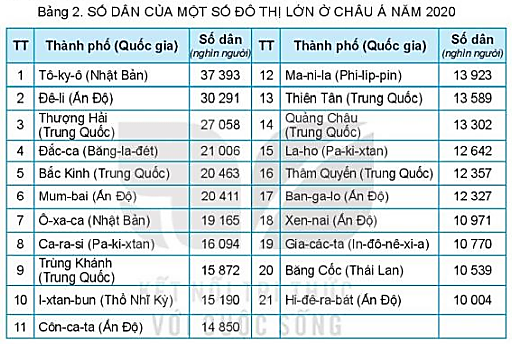 Bảng 2. SỐ DÂN CỦA MỘT SỐ ĐÔ THỊ LỚN Ở CHÂU Á NĂM 2020
TT Thành phố (Quốc gia) Số dân (nghìn người) TT Thành phố (Quốc gia) Số dân (nghìn người)
1 Tô-ky-ô (Nhật Bản) 37 393 12 Ma-ni-la (Phi-lip-pin) 13 923
2 Đê-li (Ấn Độ) 30 291 13 Thiên Tân (Trung Quốc) 13 589
3 Thượng Hải (Trung Quốc) 27 058 14 Quảng Châu (Trung Quốc) 13 302
4 Đắc-ca (Băng-la-đét) 21 006 15 La-ho (Pa-ki-xtan) 12 642
5 Bắc Kinh (Trung Quốc) 20 463 16 Thâm Quyến (Trung Quốc) 12 357
6 Mum-bai (Ấn Độ) 20 411 17 Ban-ga-lo (Ấn Độ) 12 327
7 Ô-xa-ca (Nhật Bản) 19 165 18 Xen-nai (Ấn Độ) 10 971
8 Ca-ra-si (Pa-ki-xtan) 16 094 19 Gia-các-ta (In-đô-nê-xi-a) 10 770
9 Trùng Khánh (Trung Quốc) 15 872 20 Băng Cốc (Thái Lan) 10 539
10 I-xtan-bun (Thổ Nhĩ Kỳ) 15 190 21 Hi-đê-ra-bát (Ấn Độ) 10 004
11 Côn-ca-ta (Ấn Độ) 14 850
KẾT NỐI TRI THỨC
VỚI CUỘC SỐNG